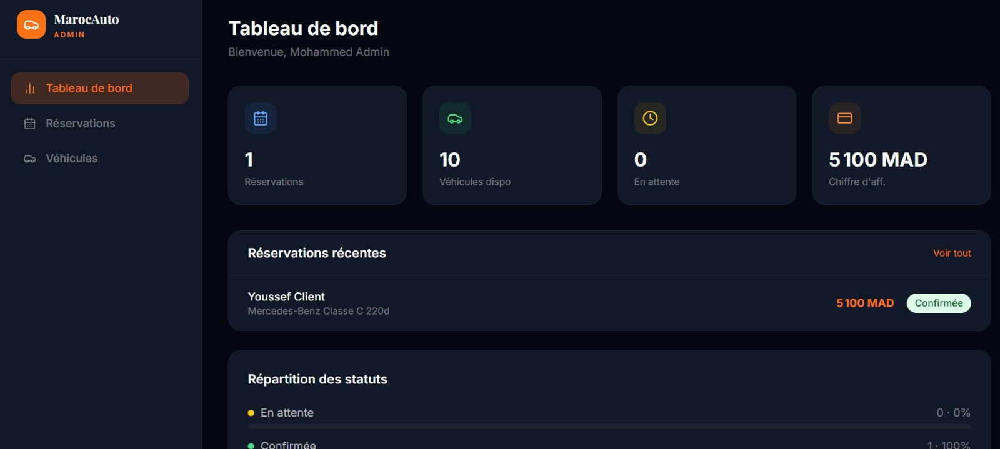 MarocAuto
ADMIN
Tableau de bord
Réservations
Véhicules
Tableau de bord
Bienvenue, Mohammed Admin
1
Réservations
10
Véhicules dispo
0
En attente
5 100 MAD
Chiffre d'aff.
Réservations récentes
Voir tout
Youssef Client
Mercedes-Benz Classe C 220d
5 100 MAD
Confirmée
Répartition des statuts
En attente
0 · 0%
Confirmée
1 · 100%